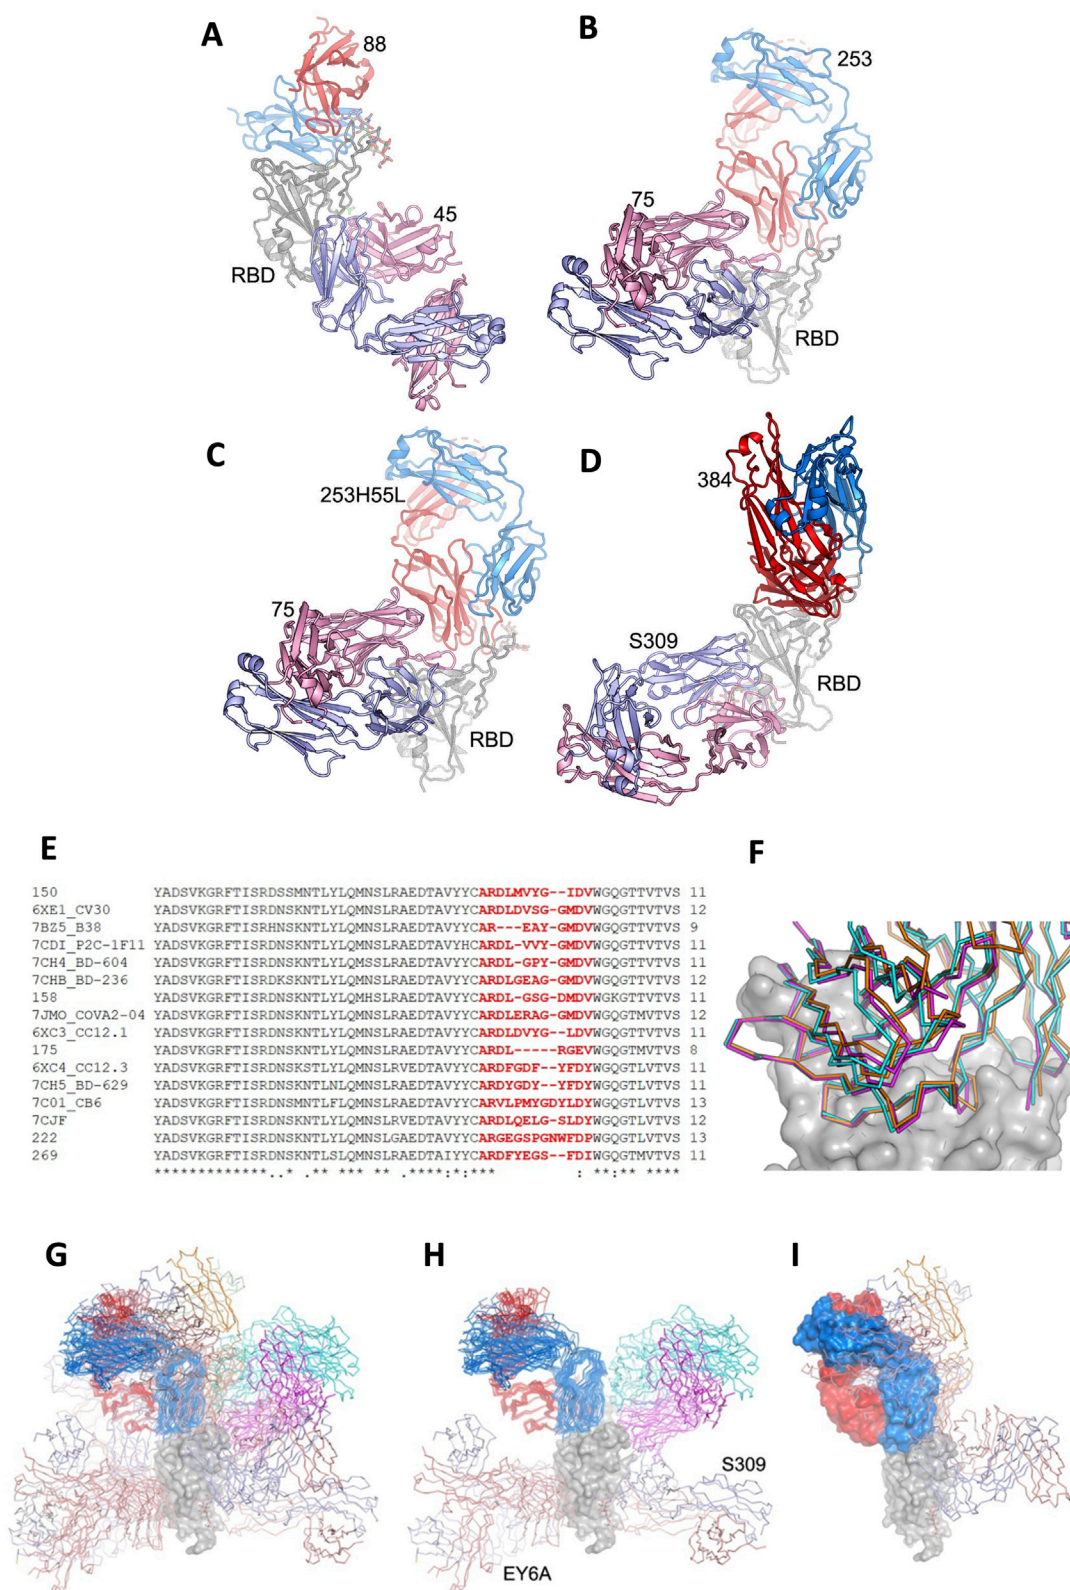 A
88
45
RBD
B
253
75
RBD
C
253H55L
75
RBD
D
384
S309
RBD
E
150 YADSVKGRFTISRDSSMNTLYLQMNSLRAEDTAVYYCARDLMVYG--IDVWGQGTTVTVS 11
6XE1_CV30 YADSVKGRFTISRDNSKNTLYLQMNSLRAEDTAVYYCARDLDVSG-GMDVWGQGTTVTVS 12
7BZ5_B38 YADSVKGRFTISRHNSKNTLYLQMNSLRAEDTAVYYCAR---EAY-GMDVWGQGTTVTVS 9
7CDI_P2C-1F11 YADSVKGRFTISRDNSKNTLYLQMNSLRAEDTAVYHCARDL-VVY-GMDVWGQGTTVTVS 11
7CH4_BD-604 YADSVKGRFTISRDNSKNTLYLQMNSLRAEDTAVYYCARDL-GPY-GMDVWGQGTTVTVS 11
7CHB_BD-236 YADSVKGRFTISRDNSKNTLYLQMNSLRAEDTAVYYCARDLGEAG-GMDVWGQGTTVTVS 12
158 YADSVKGRFTISRDNSKNTLYLQMHSLRAEDTAVYYCARDL-GSG-DMDVWGKGTTVTVS 11
7JMO_COVA2-04 YADSVKGRFTISRDNSKNTLYLQMNSLRAEDTAVYYCARDLERAG-GMDVWGQGTTVTVS 12
6XC3_CC12.1 YADSVKGRFTISRDNSKNTLYLQMNSLRAEDTAVYYCARDLDVYG--LDVWGQGTTVTVS 11
175 YADSVKGRFTISRDNSKNTLYLQMNSLRAEDTAVYYCARDL-----RGEVWGQGTMVTVS 8
6XC4_CC12.3 YADSVKGRFTISRDNSKSTLYLQMNSLRVEDTAVYYCARDFGDF--YFDYWGQGTLVTVS 11
7CH5_BD-629 YADSVKGRFTISRDNSKNTLNLQMNSLRAEDTAVYYCARDYGDY--YFDYWGQGTLVTVS 11
7C01_CB6 YADSVKGRFTISRDNSKNTLFLQMNSLRAEDTAVYYCARVLPMYGDYLDYWGQGTLVTVS 13
7CJF YADSVKGRFTISRDNSKNTLYLQMNSLRVEDTAVYYCARDLQELG-SLDYWGQGTLVTVS 12
222 YADSVKGRFTISRDNSKNTLYLQMNSLGAEDTAVYYCARGEGSPGNWFDPWGQGTLVTVS 13
269 YADSVKGRFTISRDNSKNTLSLQMNSLRAEDTAIYYCARDFYEGS--FDIWGQGTMVTVS 11
F
G
H
S309
EY6A
I